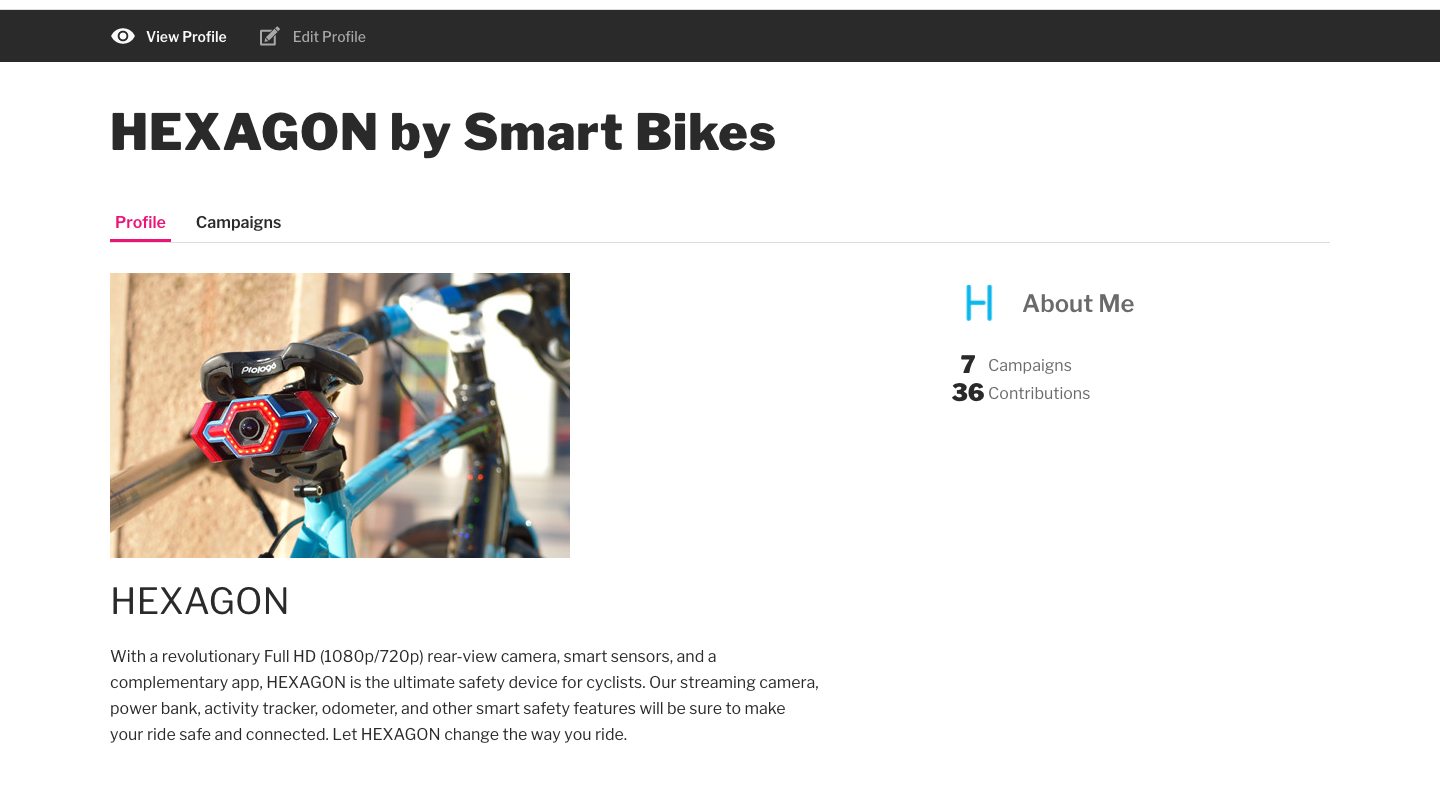 View Profile
Edit Profile
HEXAGON by Smart Bikes
Profile
Campaigns
Prologo
HEXAGON
With a revolutionary Full HD (1080p/720p) rear-view camera, smart sensors, and a
complementary app, HEXAGON is the ultimate safety device for cyclists. Our streaming camera,
power bank, activity tracker, odometer, and other smart safety features will be sure to make
your ride safe and connected. Let HEXAGON change the way you ride.
H
About Me
7 Campaigns
36 Contributions